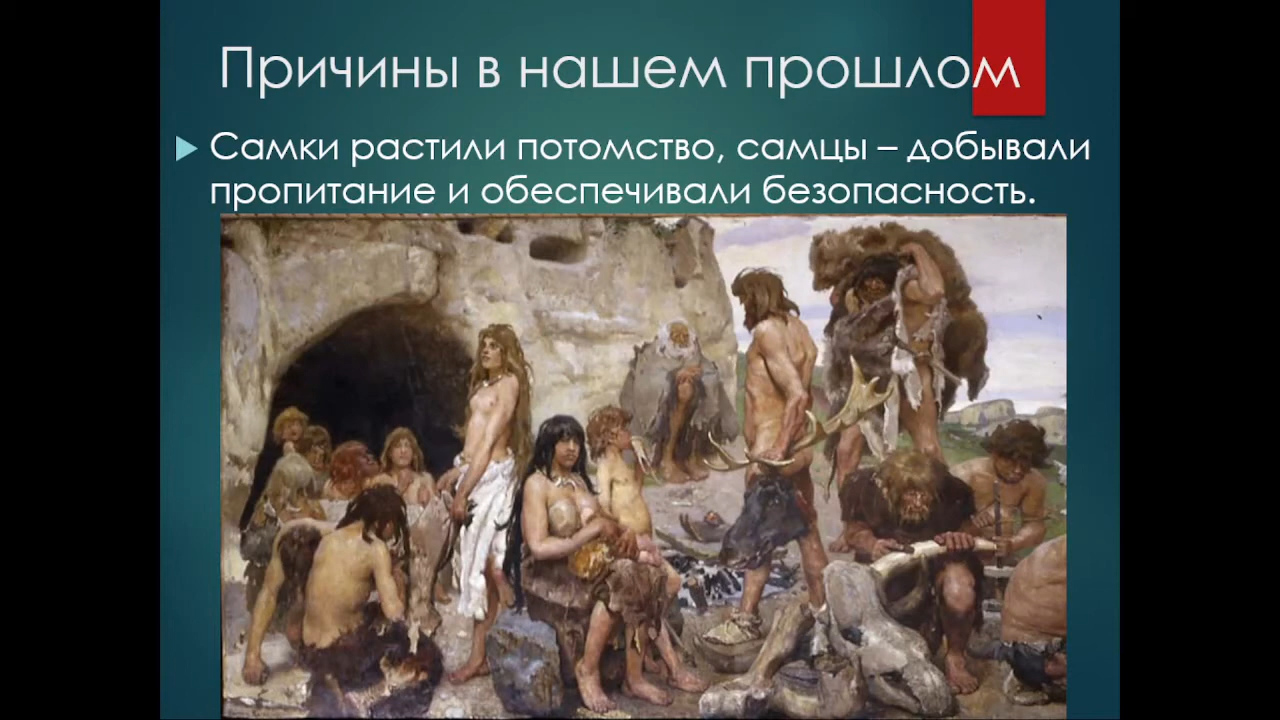 Причины в нашем прошлом
Самки растили потомство, самцы – добывали
пропитание и обеспечивали безопасность.